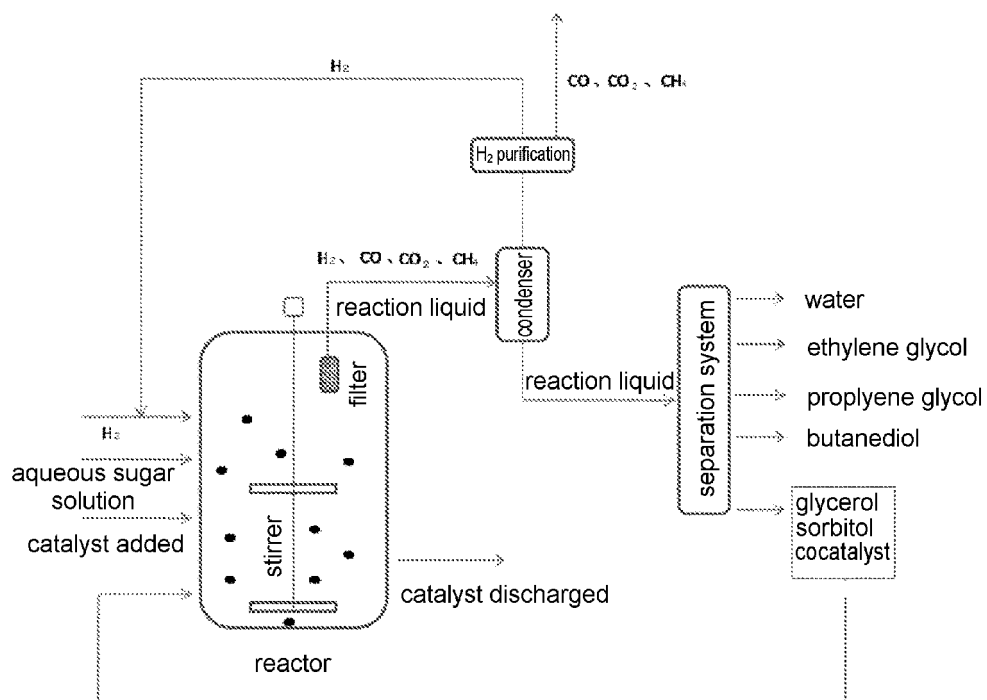 H₂
CO、CO₂、CH₄
H₂ purification
H₂、CO、CO₂、CH₄
reaction liquid
condenser
filter
reaction liquid
separation system
water
ethylene glycol
proplyene glycol
butanediol
glycerol
sorbitol
cocatalyst
H₂
aqueous sugar
solution
catalyst added
stirrer
catalyst discharged
reactor